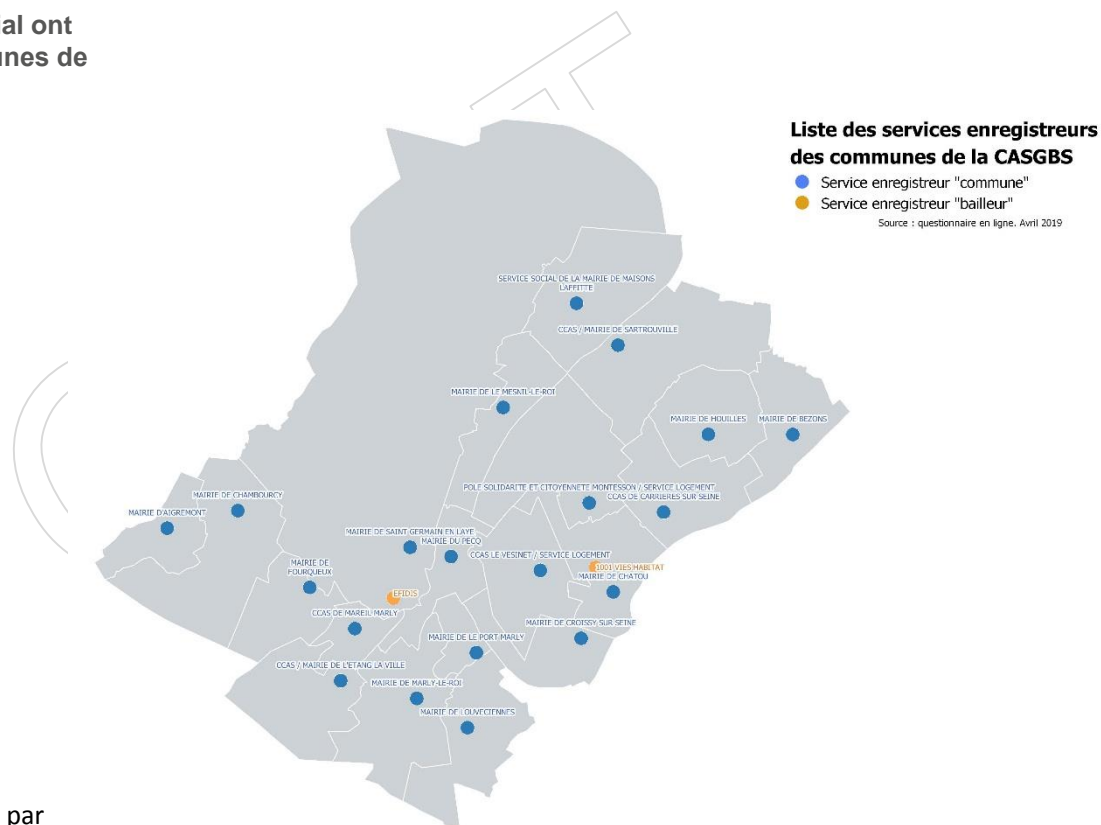 ial ont
unes de
Liste des services enregistreurs
des communes de la CASGBS
Service enregistreur "commune"
Service enregistreur "bailleur"
Source : questionnaire en ligne. Avril 2019
SERVICE SOCIAL DE LA MAIRIE DE MAISONS
LAFFITTE
CCAS / MAIRIE DE SARTROUVILLE
MAIRIE DE LE MESNIL-LE-ROI
MAIRIE DE HOUILLES
MAIRIE DE BEZONS
POLE SOLIDARITE ET CITOYENNETE MONTESSON / SERVICE LOGEMENT
CCAS DE CARRIERES SUR SEINE
MAIRIE DE CHAMBOURCY
MAIRIE D'AIGREMONT
MAIRIE DE SAINT-GERMAIN EN LAYE
MAIRIE DU PECQ
CCAS LE VESINET / SERVICE LOGEMENT
1001 VIES HABITAT
MAIRIE DE CHATOU
MAIRIE DE
FOURQUEUX
EFIDIS
CCAS DE MAREIL MARLY
MAIRIE DE CROISSY SUR SEINE
MAIRIE DE LE PORT-MARLY
CCAS / MAIRIE DE L'ETANG LA VILLE
MAIRIE DE MARLY-LE-ROI
MAIRIE DE LOUVECIENNES
par